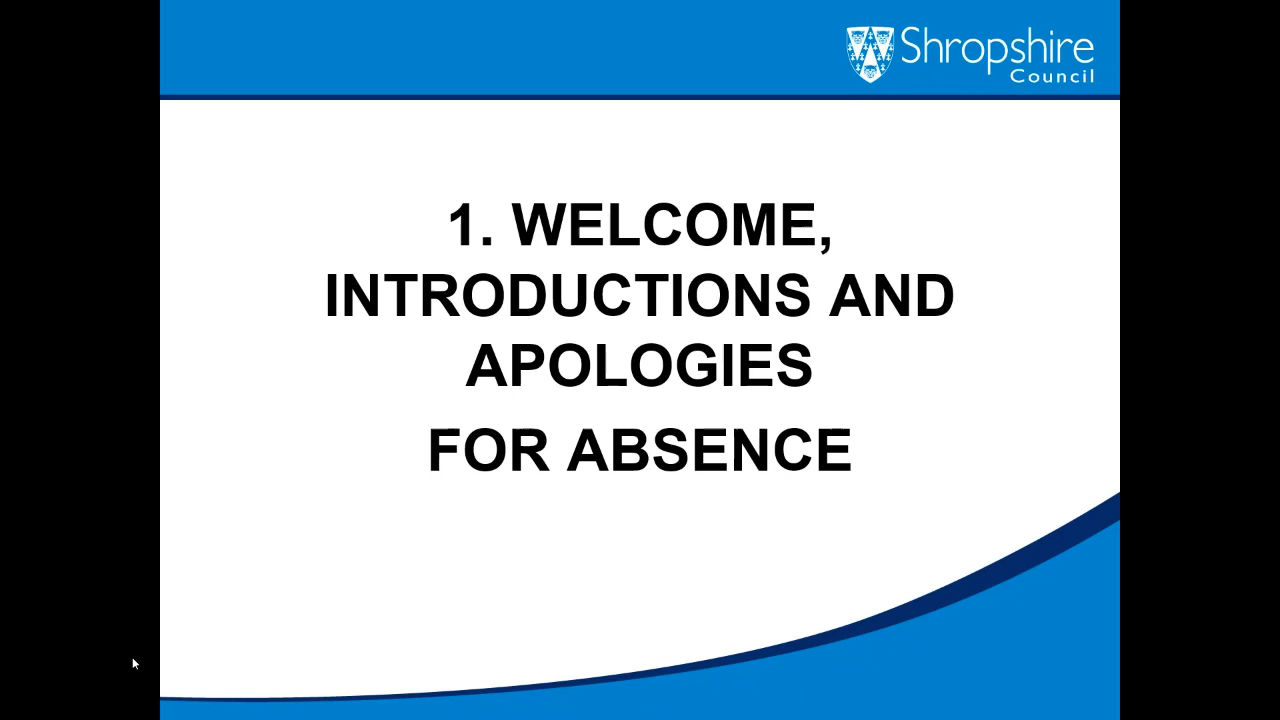 Shropshire
Council
1. WELCOME,
INTRODUCTIONS AND
APOLOGIES
FOR ABSENCE